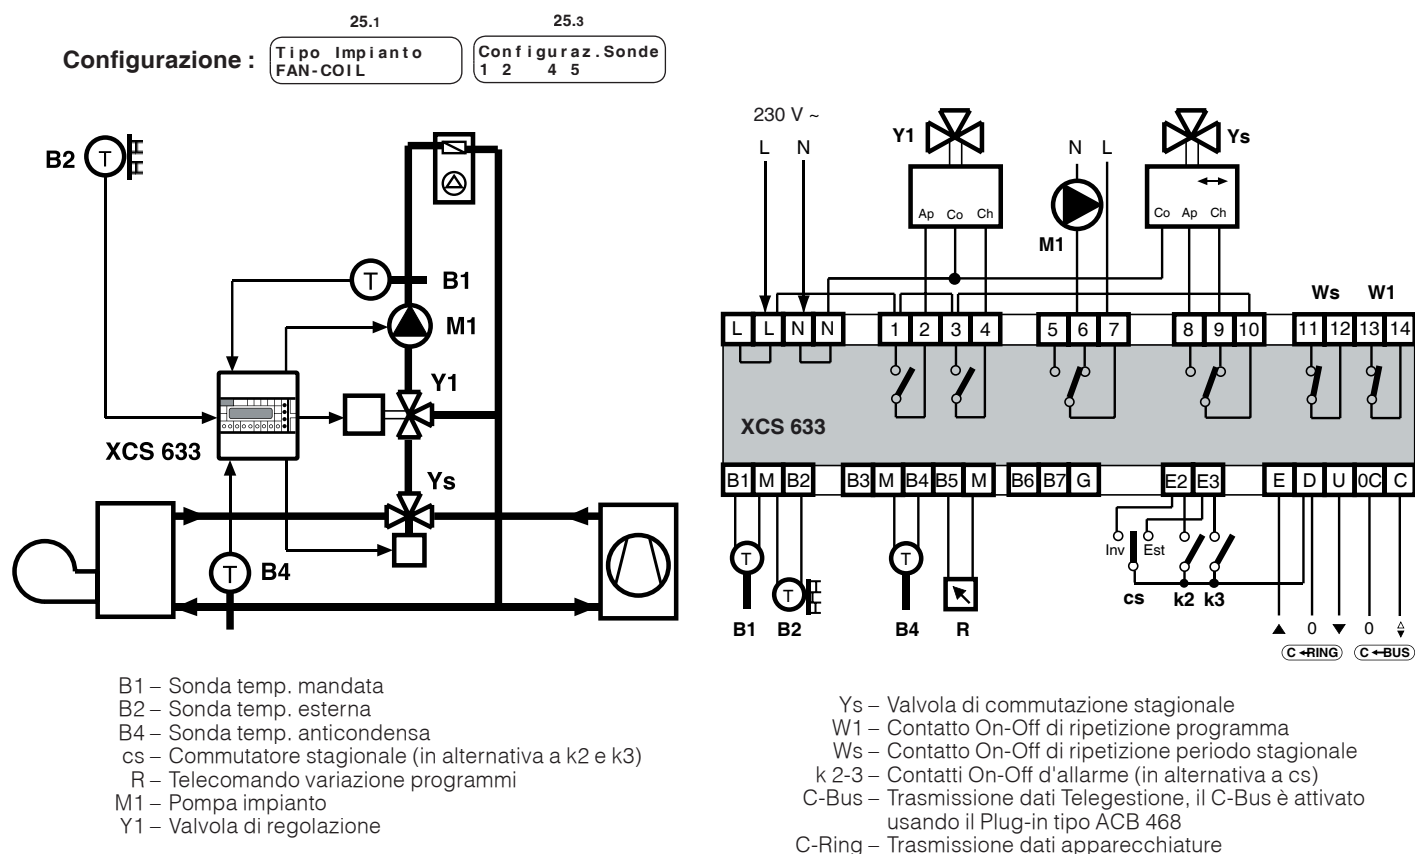 25.1
25.3
Configurazione :
Tipo Impianto
FAN-COIL
Configuraz.Sonde
1 2 4 5
B2
T
T
B1
M1
Y1
XCS 633
Ys
T
B4
230 V ~
L N
Y1
N L
Ys
Ap Co Ch
M1
Co Ap Ch
Ws W1
L L N N 1 2 3 4 5 6 7 8 9 10 11 12 13 14
XCS 633
B1 M B2 B3 M B4 B5 M B6 B7 G E2 E3 E D U 0C C
Inv Est
T
T
T
cs k2 k3
B1 B2 B4 R
0 0
C RING C BUS
B1 – Sonda temp. mandata
B2 – Sonda temp. esterna
B4 – Sonda temp. anticondensa
cs – Commutatore stagionale (in alternativa a k2 e k3)
R – Telecomando variazione programmi
M1 – Pompa impianto
Y1 – Valvola di regolazione
Ys – Valvola di commutazione stagionale
W1 – Contatto On-Off di ripetizione programma
Ws – Contatto On-Off di ripetizione periodo stagionale
k 2-3 – Contatti On-Off d'allarme (in alternativa a cs)
C-Bus – Trasmissione dati Telegestione, il C-Bus è attivato
usando il Plug-in tipo ACB 468
C-Ring – Trasmissione dati apparecchiature